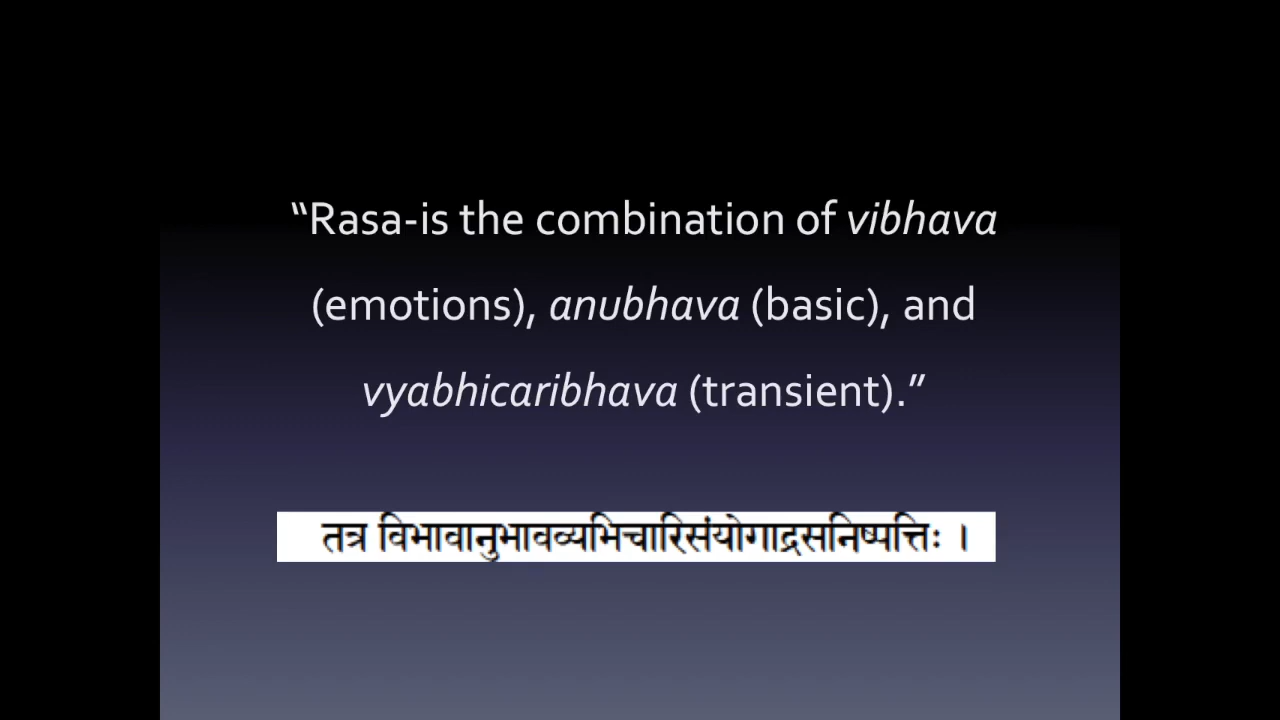 “Rasa-is the combination of vibhava
(emotions), anubhava (basic), and
vyabhicaribhava (transient).”
तत्र विभावानुभावव्यभिचारिसंयोगाद्रसनिष्पत्तिः ।